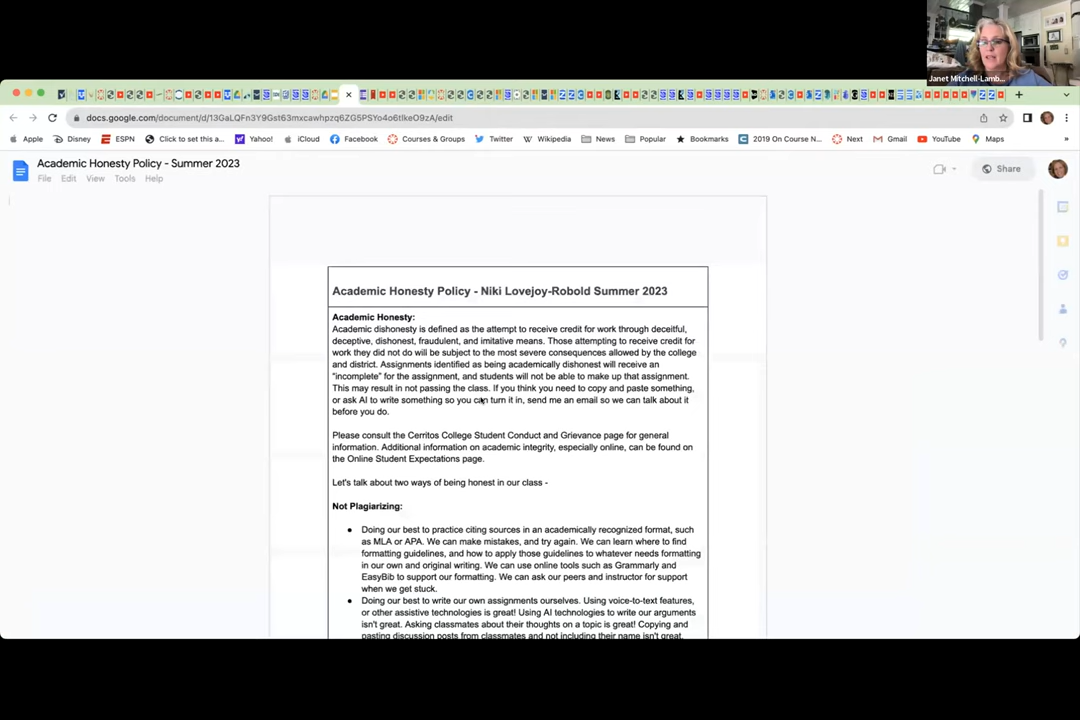 Janet Mitchell-Lamb...
docs.google.com/document/d/13GaLQFn3Y9Gst63mxcawhpzq6ZG5PSYo4o6tIkeO9zA/edit
Apple Disney ESPN Click to set this a... Yahoo! iCloud Facebook Courses & Groups Twitter Wikipedia News Popular Bookmarks 2019 On Course N... Next Gmail YouTube Maps »
Academic Honesty Policy - Summer 2023
File Edit View Tools Help
Share
Academic Honesty Policy - Niki Lovejoy-Robold Summer 2023
Academic Honesty:
Academic dishonesty is defined as the attempt to receive credit for work through deceitful,
deceptive, dishonest, fraudulent, and imitative means. Those attempting to receive credit for
work they did not do will be subject to the most severe consequences allowed by the college
and district. Assignments identified as being academically dishonest will receive an
"incomplete" for the assignment, and students will not be able to make up that assignment.
This may result in not passing the class. If you think you need to copy and paste something,
or ask AI to write something so you can turn it in, send me an email so we can talk about it
before you do.
Please consult the Cerritos College Student Conduct and Grievance page for general
information. Additional information on academic integrity, especially online, can be found on
the Online Student Expectations page.
Let's talk about two ways of being honest in our class -
Not Plagiarizing:
● Doing our best to practice citing sources in an academically recognized format, such
as MLA or APA. We can make mistakes, and try again. We can learn where to find
formatting guidelines, and how to apply those guidelines to whatever needs formatting
in our own and original writing. We can use online tools such as Grammarly and
EasyBib to support our formatting. We can ask our peers and instructor for support
when we get stuck.
● Doing our best to write our own assignments ourselves. Using voice-to-text features,
or other assistive technologies is great! Using AI technologies to write our arguments
isn't great. Asking classmates about their thoughts on a topic is great! Copying and
pasting discussion posts from classmates and not including their name isn't great.